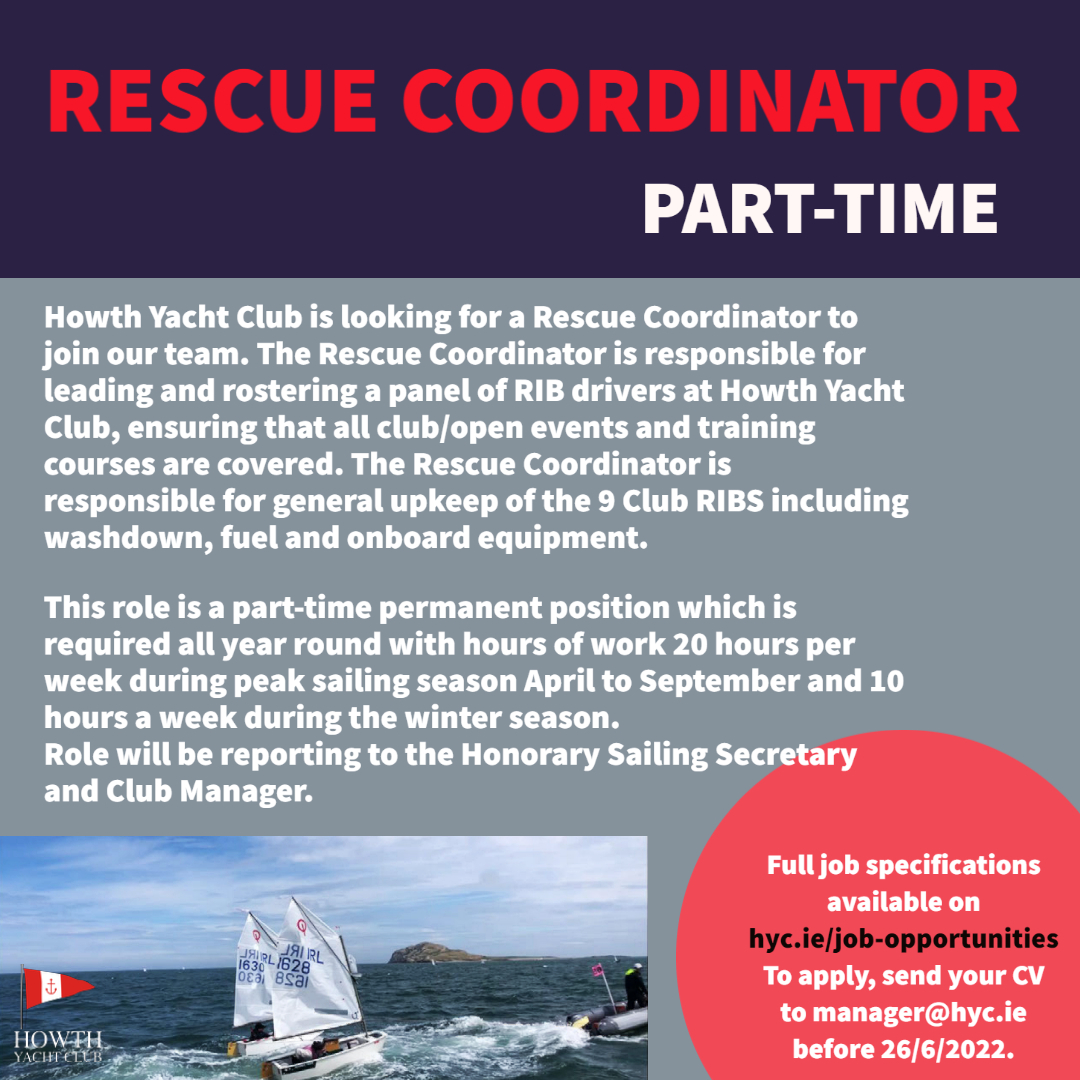 RESCUE COORDINATOR
PART-TIME
Howth Yacht Club is looking for a Rescue Coordinator to
join our team. The Rescue Coordinator is responsible for
leading and rostering a panel of RIB drivers at Howth Yacht
Club, ensuring that all club/open events and training
courses are covered. The Rescue Coordinator is
responsible for general upkeep of the 9 Club RIBS including
washdown, fuel and onboard equipment.
This role is a part-time permanent position which is
required all year round with hours of work 20 hours per
week during peak sailing season April to September and 10
hours a week during the winter season.
Role will be reporting to the Honorary Sailing Secretary
and Club Manager.
Full job specifications
available on
hyc.ie/job-opportunities
To apply, send your CV
to manager@hyc.ie
before 26/6/2022.
IRL
1630
IRL
1628
HOWTH
YACHT CLUB